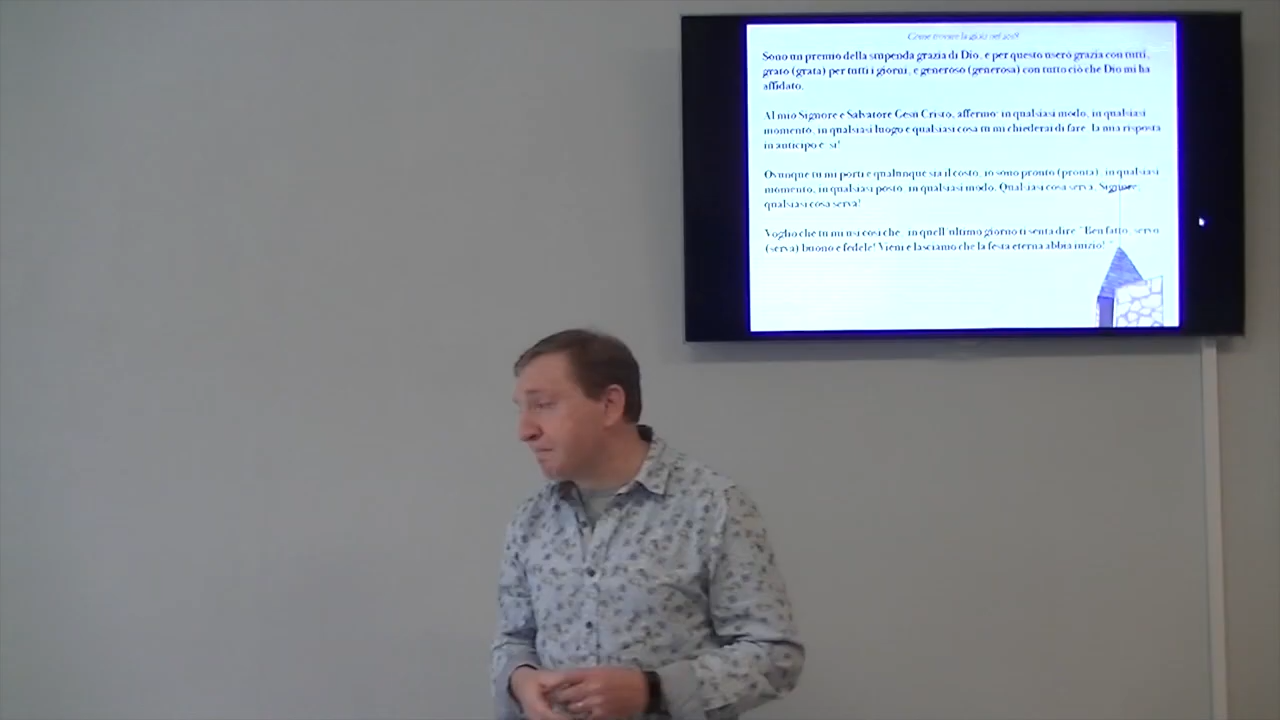 Come trovare la gioia nel 2018
Sono un premio della stupenda grazia di Dio, e per questo userò grazia con tutti,
grato (grata) per tutti i giorni, e generoso (generosa) con tutto ciò che Dio mi ha
affidato.
Al mio Signore e Salvatore Gesù Cristo, affermo: in qualsiasi modo, in qualsiasi
momento, in qualsiasi luogo e qualsiasi cosa tu mi chiederai di fare, la mia risposta
in anticipo è, sì!
Ovunque tu mi porti e qualunque sia il costo, io sono pronto (pronta), in qualsiasi
momento, in qualsiasi posto, in qualsiasi modo. Qualsiasi cosa serva, Signore,
qualsiasi cosa serva!
Voglio che tu mi usi così che, in quell'ultimo giorno ti senta dire "Ben fatto, servo
(serva) buono e fedele! Vieni e lasciamo che la festa eterna abbia inizio!"